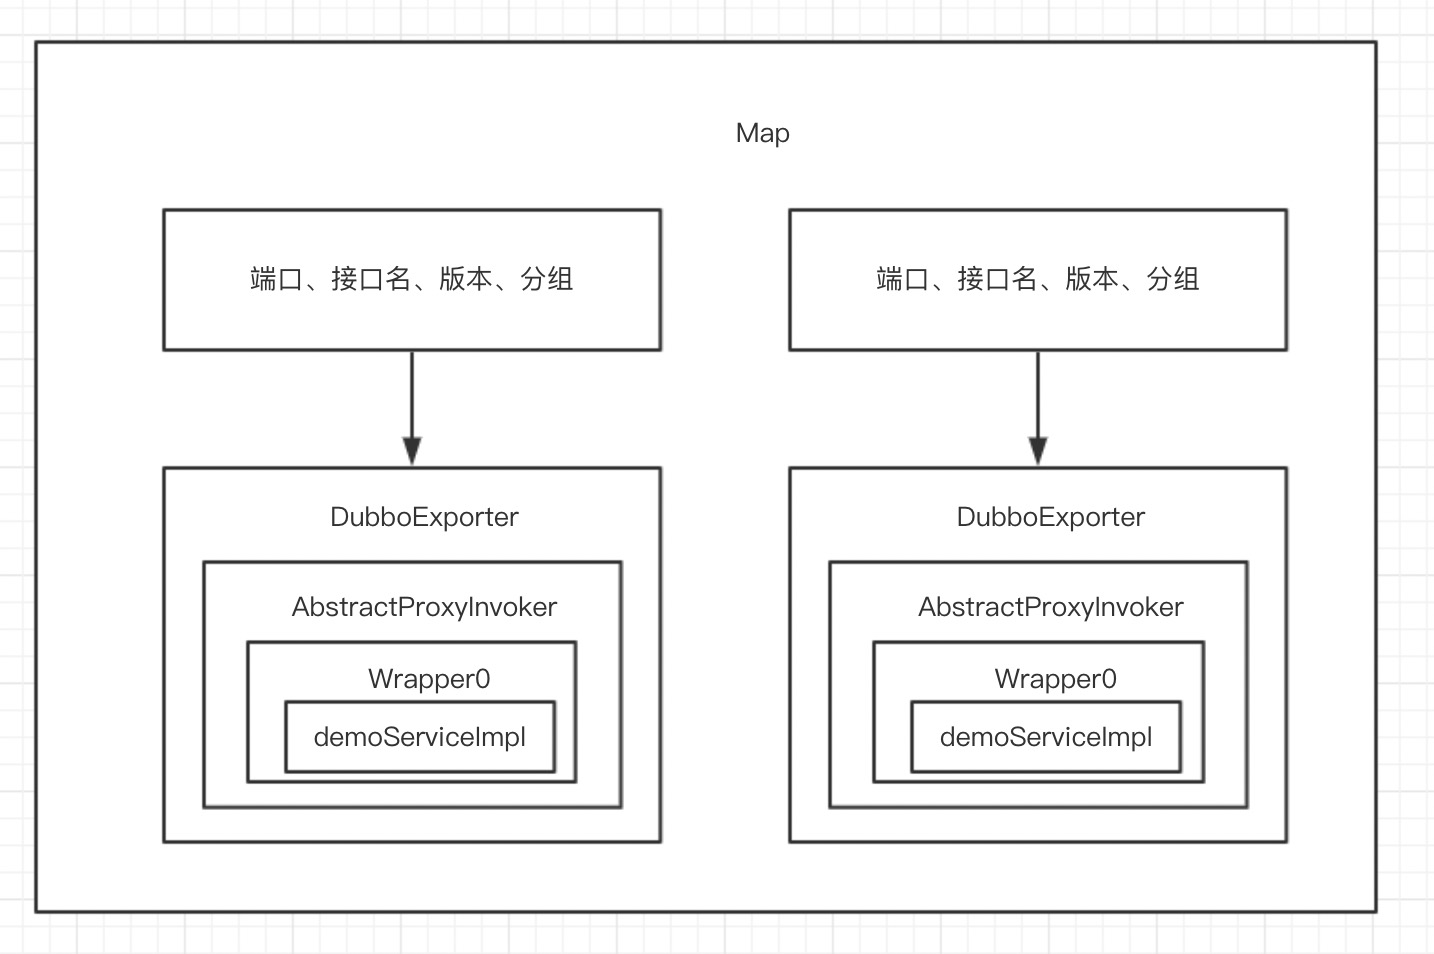 Map
端口、接口名、版本、分组
端口、接口名、版本、分组
DubboExporter
DubboExporter
AbstractProxyInvoker
AbstractProxyInvoker
Wrapper0
Wrapper0
demoServiceImpl
demoServiceImpl